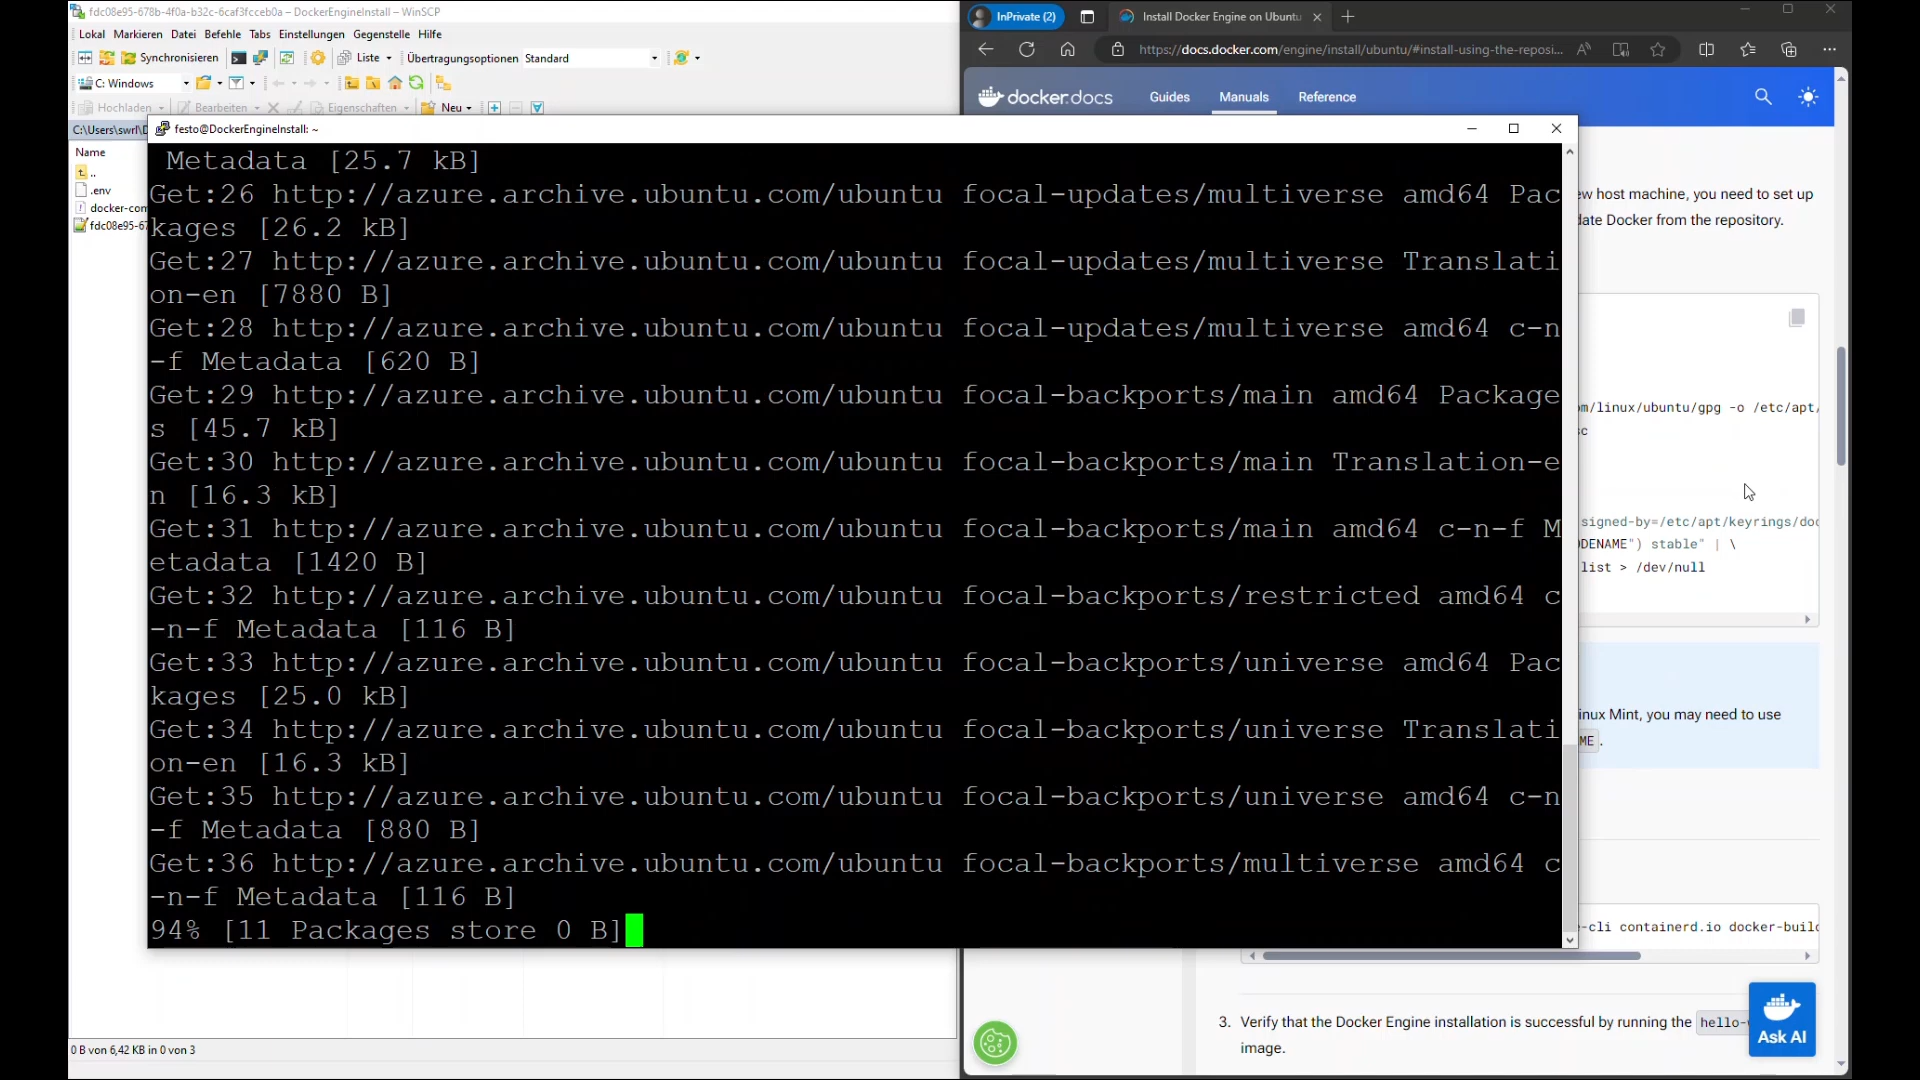 fdc08e95-678b-4f0a-b32c-6caf3fcceb0a – DockerEngineInstall – WinSCP
Lokal Markieren Datei Befehle Tabs Einstellungen Gegenstelle Hilfe
Synchronisieren Liste Übertragungsoptionen Standard
C: Windows
Hochladen Bearbeiten Eigenschaften Neu
C:\Users\swrl\D
Name
..
.env
docker-com
fdc08e95-67
0 B von 6,42 KB in 0 von 3
festo@DockerEngineInstall: ~
Metadata [25.7 kB]
Get:26 http://azure.archive.ubuntu.com/ubuntu focal-updates/multiverse amd64 Pac
kages [26.2 kB]
Get:27 http://azure.archive.ubuntu.com/ubuntu focal-updates/multiverse Translati
on-en [7880 B]
Get:28 http://azure.archive.ubuntu.com/ubuntu focal-updates/multiverse amd64 c-n
-f Metadata [620 B]
Get:29 http://azure.archive.ubuntu.com/ubuntu focal-backports/main amd64 Package
s [45.7 kB]
Get:30 http://azure.archive.ubuntu.com/ubuntu focal-backports/main Translation-e
n [16.3 kB]
Get:31 http://azure.archive.ubuntu.com/ubuntu focal-backports/main amd64 c-n-f M
etadata [1420 B]
Get:32 http://azure.archive.ubuntu.com/ubuntu focal-backports/restricted amd64 c
-n-f Metadata [116 B]
Get:33 http://azure.archive.ubuntu.com/ubuntu focal-backports/universe amd64 Pac
kages [25.0 kB]
Get:34 http://azure.archive.ubuntu.com/ubuntu focal-backports/universe Translati
on-en [16.3 kB]
Get:35 http://azure.archive.ubuntu.com/ubuntu focal-backports/universe amd64 c-n
-f Metadata [880 B]
Get:36 http://azure.archive.ubuntu.com/ubuntu focal-backports/multiverse amd64 c
-n-f Metadata [116 B]
94% [11 Packages store 0 B]
InPrivate (2) Install Docker Engine on Ubuntu
https://docs.docker.com/engine/install/ubuntu/#install-using-the-reposi...
docker.docs Guides Manuals Reference
ew host machine, you need to set up
date Docker from the repository.
m/linux/ubuntu/gpg -o /etc/apt/
sc
signed-by=/etc/apt/keyrings/doc
ODENAME") stable" | \
list > /dev/null
inux Mint, you may need to use
ME.
-cli containerd.io docker-build
3. Verify that the Docker Engine installation is successful by running the hello-w
image.
Ask AI